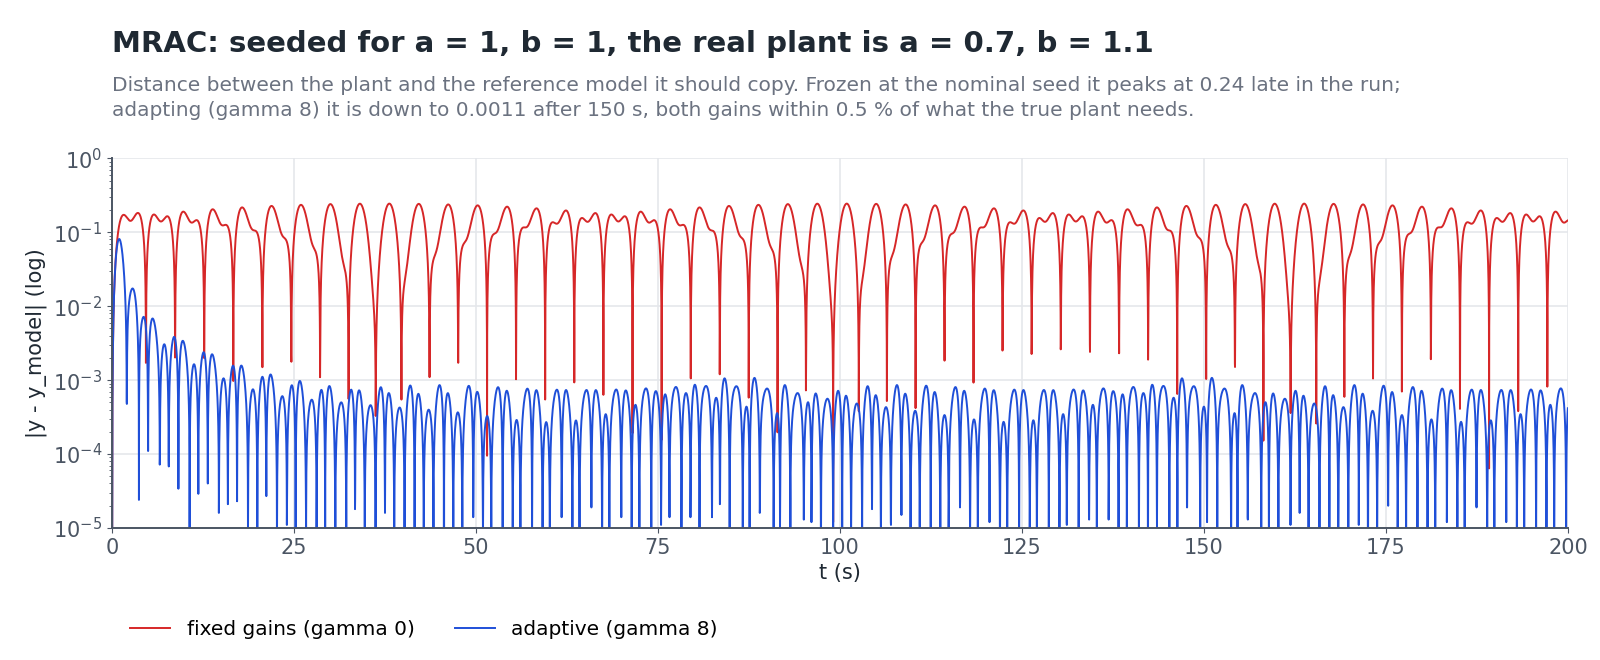 MRAC: seeded for a = 1, b = 1, the real plant is a = 0.7, b = 1.1
Distance between the plant and the reference model it should copy. Frozen at the nominal seed it peaks at 0.24 late in the run;
adapting (gamma 8) it is down to 0.0011 after 150 s, both gains within 0.5 % of what the true plant needs.
|y - y_model| (log)
10⁰
10⁻¹
10⁻²
10⁻³
10⁻⁴
10⁻⁵
0 25 50 75 100 125 150 175 200
t (s)
fixed gains (gamma 0) adaptive (gamma 8)